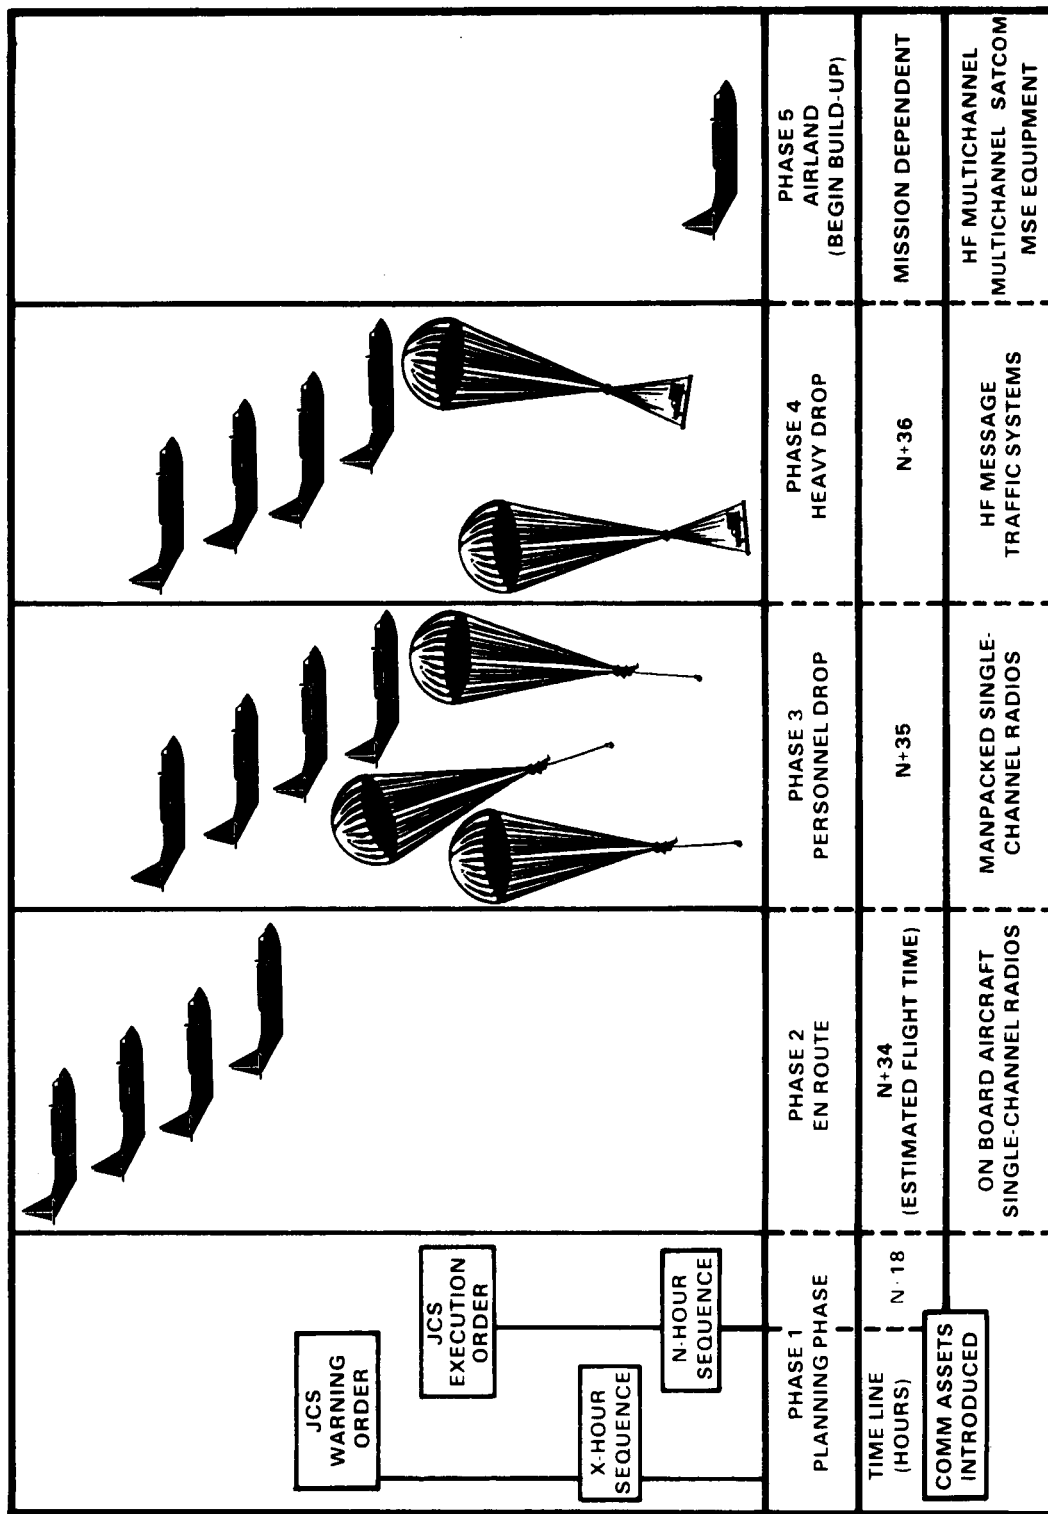 JCS
WARNING
ORDER
JCS
EXECUTION
ORDER
X-HOUR
SEQUENCE
N-HOUR
SEQUENCE
PHASE 1
PLANNING PHASE
PHASE 2
EN ROUTE
PHASE 3
PERSONNEL DROP
PHASE 4
HEAVY DROP
PHASE 5
AIRLAND
(BEGIN BUILD-UP)
TIME LINE
(HOURS)
N-18
N+34
(ESTIMATED FLIGHT TIME)
N+35
N+36
MISSION DEPENDENT
COMM ASSETS
INTRODUCED
ON BOARD AIRCRAFT
SINGLE-CHANNEL RADIOS
MANPACKED SINGLE-
CHANNEL RADIOS
HF MESSAGE
TRAFFIC SYSTEMS
HF MULTICHANNEL
MULTICHANNEL SATCOM
MSE EQUIPMENT